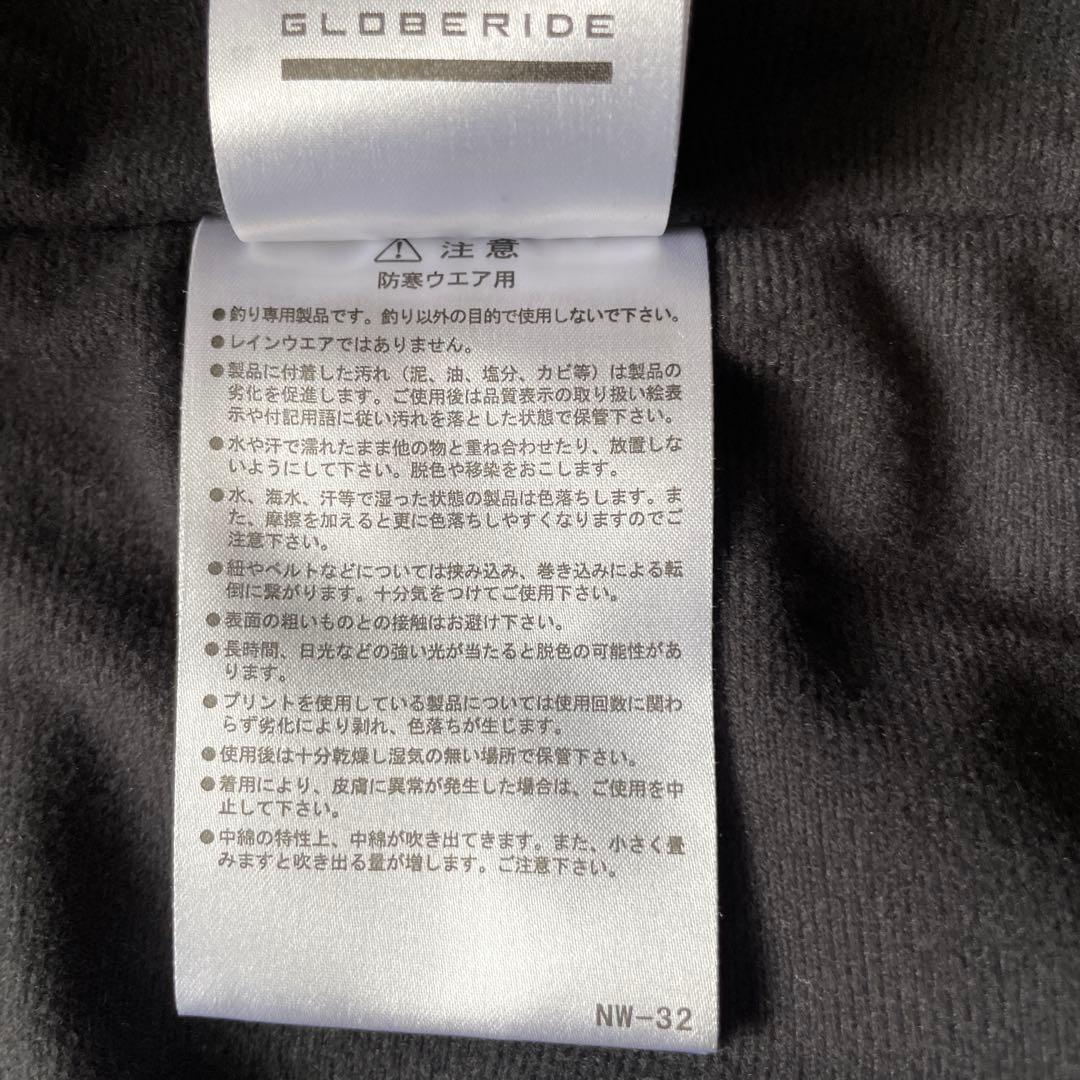 GLOBERIDE
⚠ 注意
防寒ウエア用
●釣り専用製品です。釣り以外の目的で使用しないで下さい。
●レインウエアではありません。
●製品に付着した汚れ（泥、油、塩分、カビ等）は製品の
劣化を促進します。ご使用後は品質表示の取り扱い絵表
示や付記用語に従い汚れを落とした状態で保管下さい。
●水や汗で濡れたまま他の物と重ね合わせたり、放置しな
いようにして下さい。脱色や移染をおこします。
●水、海水、汗等で湿った状態の製品は色落ちします。ま
た、摩擦を加えると更に色落ちしやすくなりますのでご
注意下さい。
●紐やベルトなどについては挟み込み、巻き込みによる転
倒に繋がります。十分気をつけてご使用下さい。
●表面の粗いものとの接触はお避け下さい。
●長時間、日光などの強い光が当たると脱色の可能性があ
ります。
●プリントを使用している製品については使用回数に関わ
らず劣化により剥れ、色落ちが生じます。
●使用後は十分乾燥し湿気の無い場所で保管下さい。
●着用により、皮膚に異常が発生した場合は、ご使用を中
止して下さい。
●中綿の特性上、中綿が吹き出てきます。また、小さく畳
みますと吹き出る量が増します。ご注意下さい。
NW-32